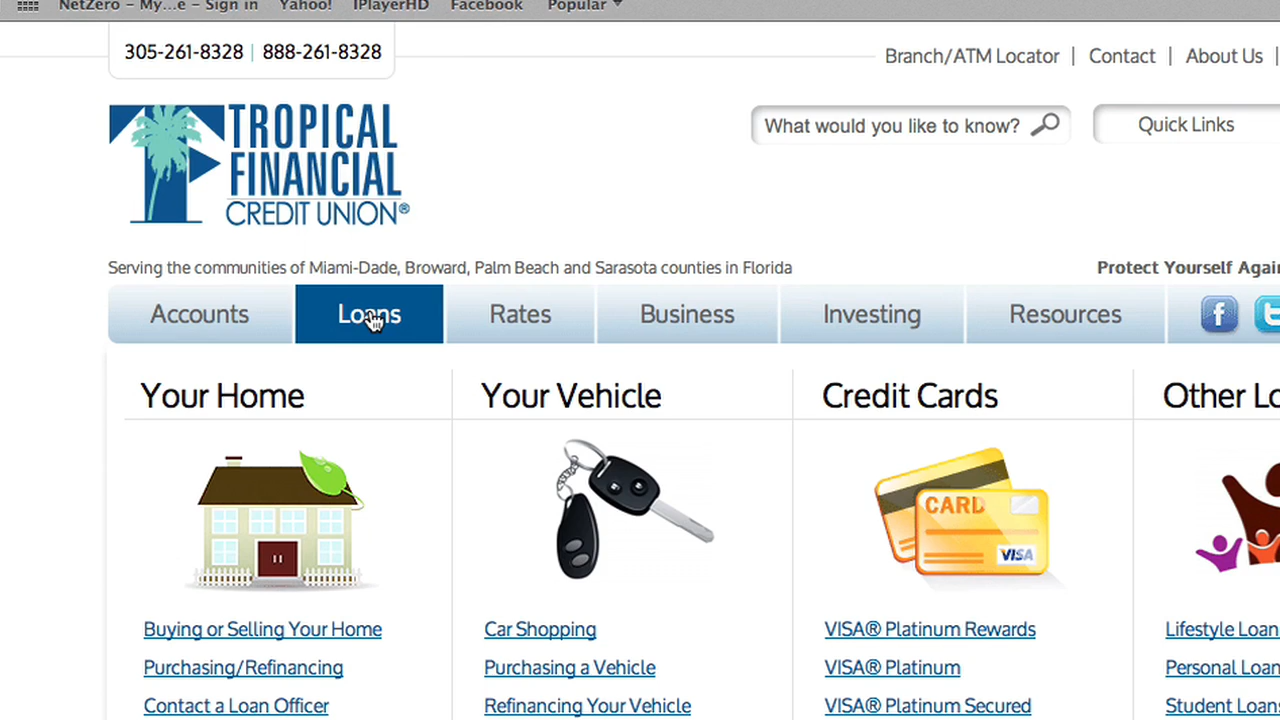 NetZero – My...e – Sign in Yahoo! IPlayerHD Facebook Popular
305-261-8328 | 888-261-8328
Branch/ATM Locator | Contact | About Us |
TROPICAL
FINANCIAL
CREDIT UNION®
What would you like to know?
Quick Links
Serving the communities of Miami-Dade, Broward, Palm Beach and Sarasota counties in Florida
Protect Yourself Agai
Accounts Loans Rates Business Investing Resources f t
Your Home
Your Vehicle
Credit Cards
Other Lo
CARD
VISA
Buying or Selling Your Home
Car Shopping
VISA® Platinum Rewards
Lifestyle Loan
Purchasing/Refinancing
Purchasing a Vehicle
VISA® Platinum
Personal Loan
Contact a Loan Officer
Refinancing Your Vehicle
VISA® Platinum Secured
Student Loans